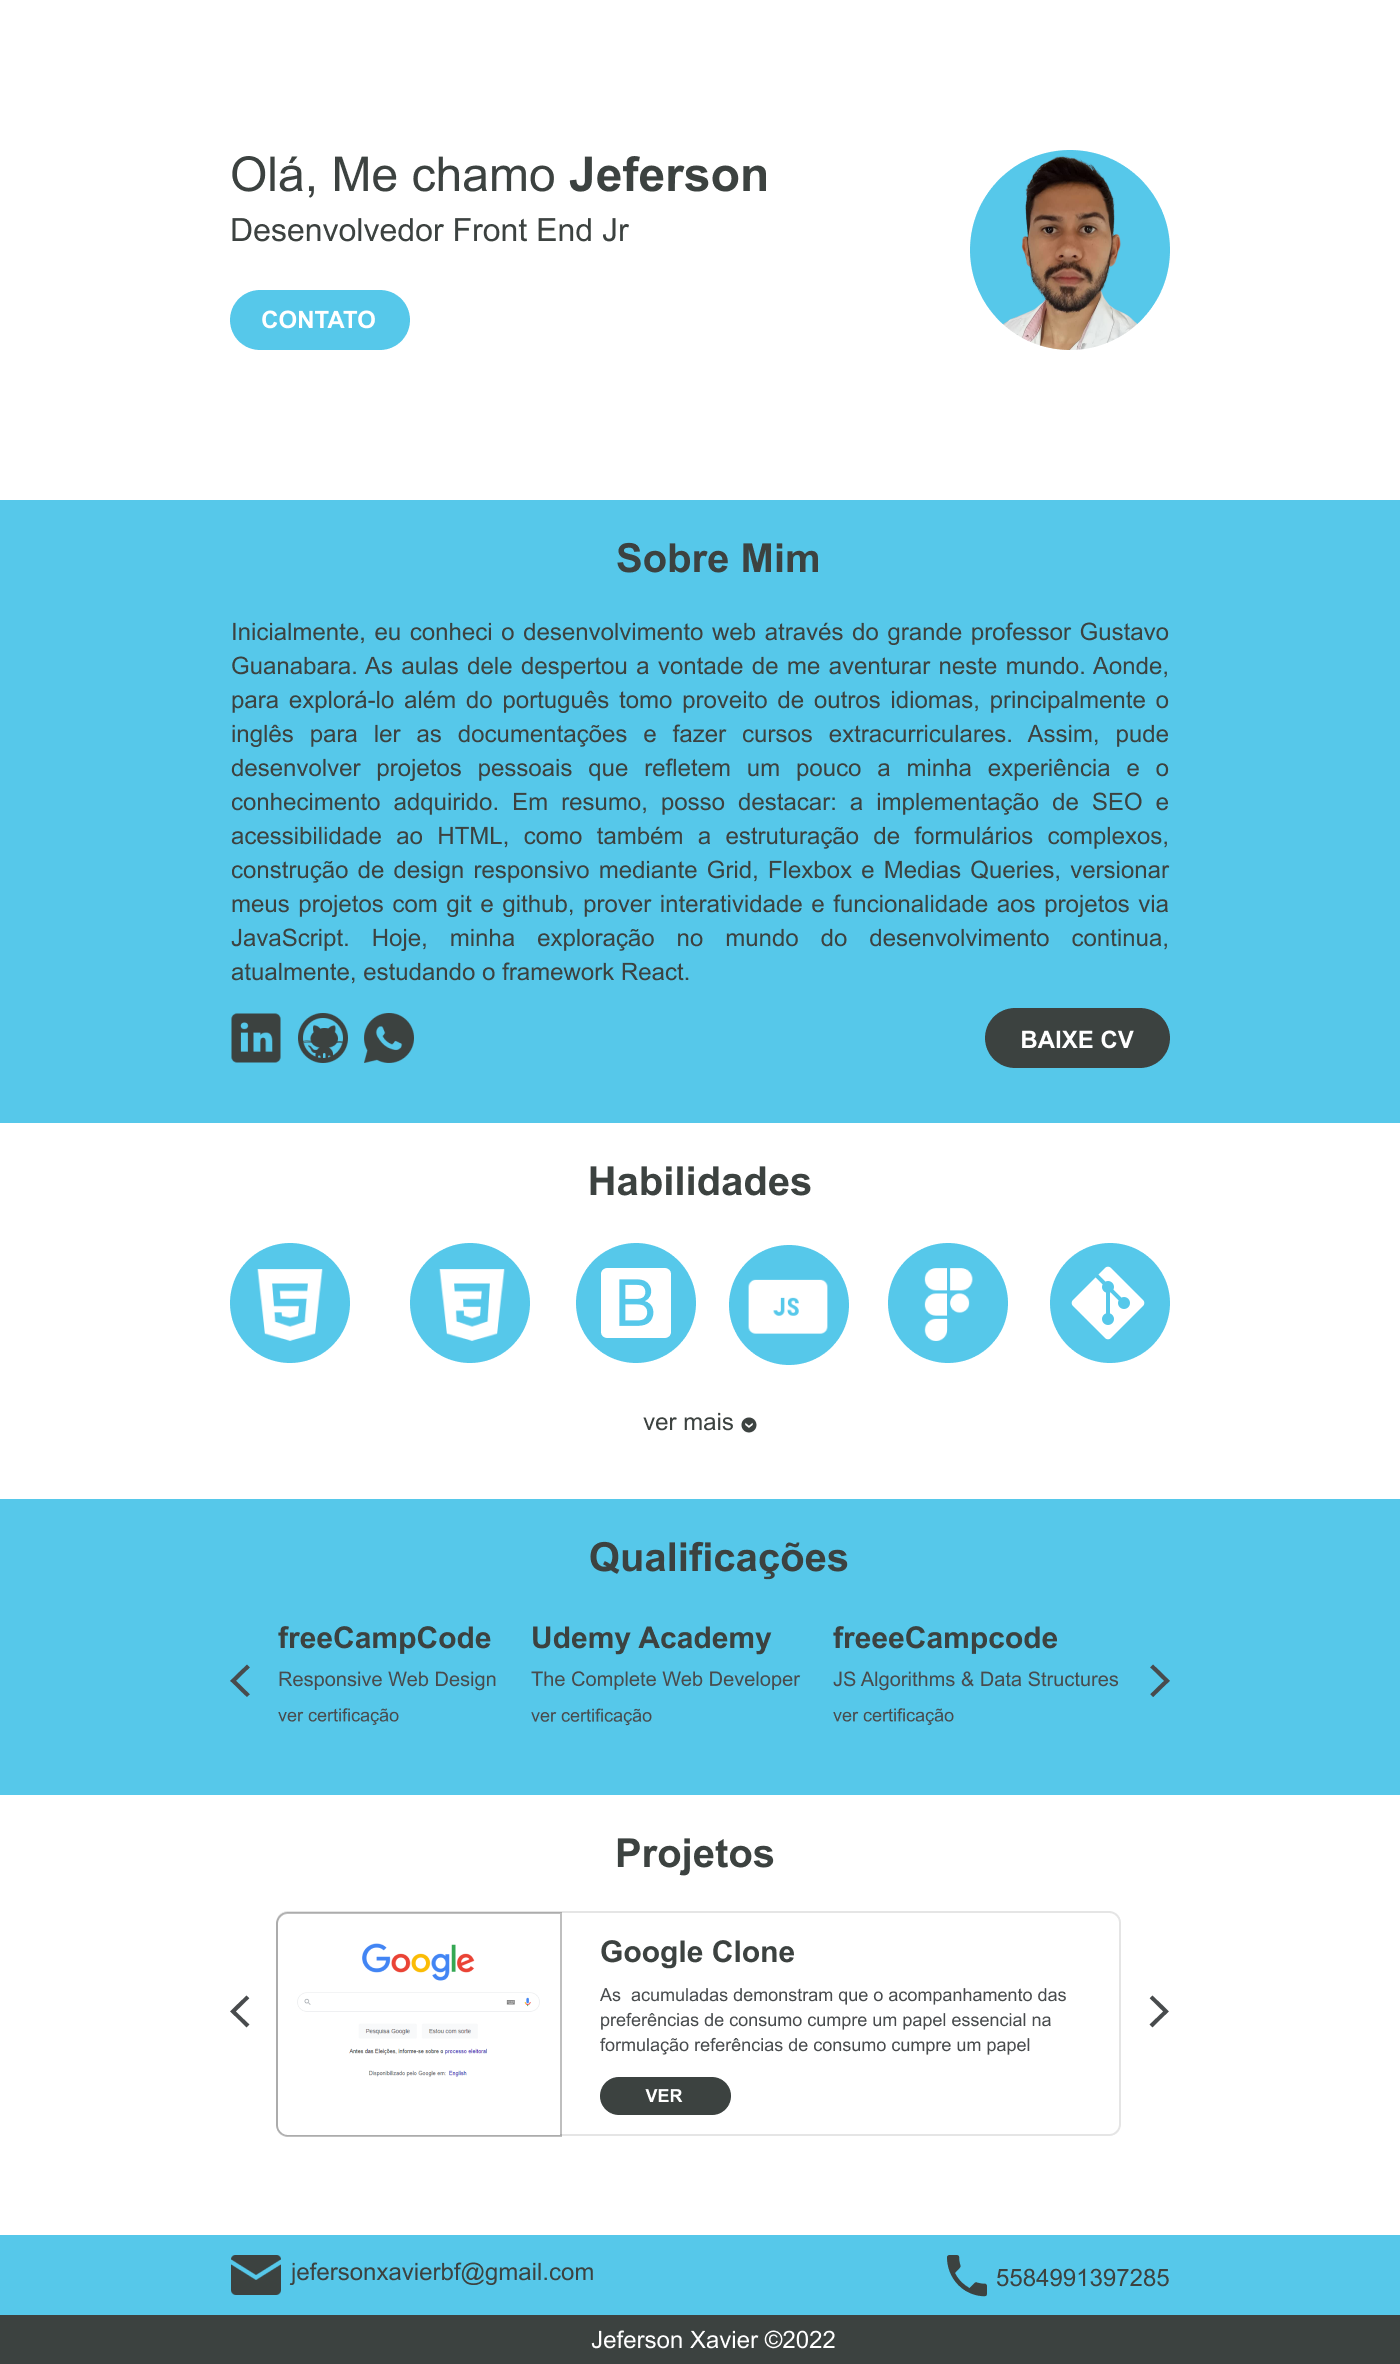 Olá, Me chamo Jeferson
Desenvolvedor Front End Jr
CONTATO
Sobre Mim
Inicialmente, eu conheci o desenvolvimento web através do grande professor Gustavo
Guanabara. As aulas dele despertou a vontade de me aventurar neste mundo. Aonde,
para explorá-lo além do português tomo proveito de outros idiomas, principalmente o
inglês para ler as documentações e fazer cursos extracurriculares. Assim, pude
desenvolver projetos pessoais que refletem um pouco a minha experiência e o
conhecimento adquirido. Em resumo, posso destacar: a implementação de SEO e
acessibilidade ao HTML, como também a estruturação de formulários complexos,
construção de design responsivo mediante Grid, Flexbox e Medias Queries, versionar
meus projetos com git e github, prover interatividade e funcionalidade aos projetos via
JavaScript. Hoje, minha exploração no mundo do desenvolvimento continua,
atualmente, estudando o framework React.
in
BAIXE CV
Habilidades
5 3 B JS
ver mais
Qualificações
freeCampCode Udemy Academy freeeCampcode
Responsive Web Design The Complete Web Developer JS Algorithms & Data Structures
ver certificação ver certificação ver certificação
Projetos
Google
Pesquisa Google Estou com sorte
Antes das Eleições, informe-se sobre o processo eleitoral
Disponibilizado pelo Google em: English
Google Clone
As  acumuladas demonstram que o acompanhamento das
preferências de consumo cumpre um papel essencial na
formulação referências de consumo cumpre um papel
VER
jefersonxavierbf@gmail.com
5584991397285
Jeferson Xavier ©2022